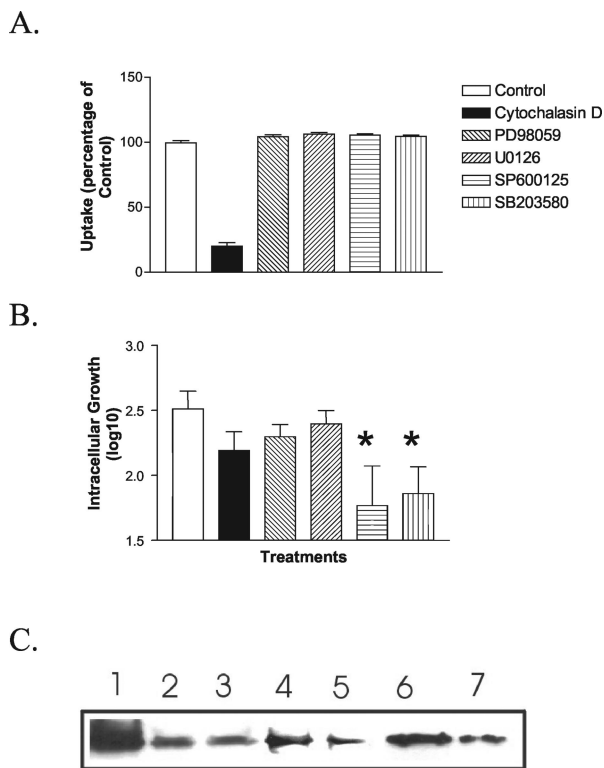 A.
Uptake (percentage of
Control)
150
100
50
0
Control
Cytochalasin D
PD98059
U0126
SP600125
SB203580
B.
Intracellular Growth
(log10)
3.0
2.5
2.0
1.5
* *
Treatments
C.
1 2 3 4 5 6 7